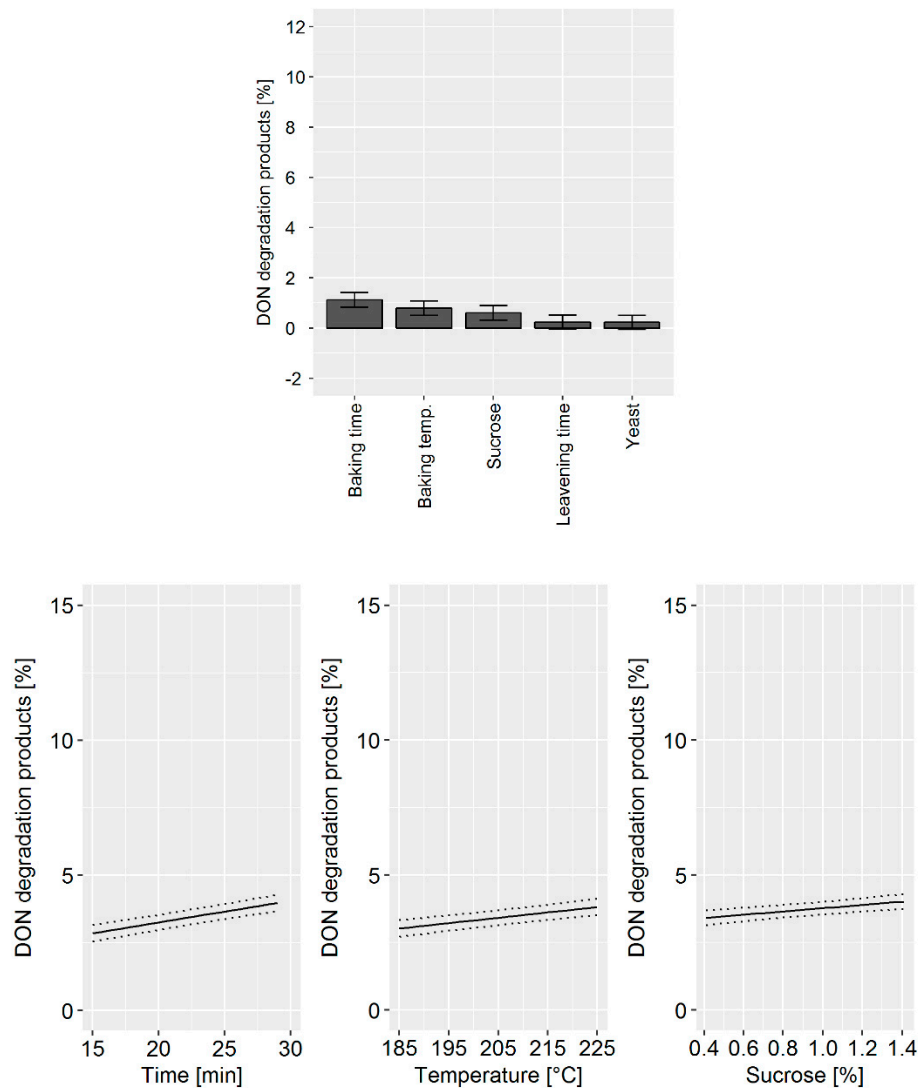 DON degradation products [%]
12
10
8
6
4
2
0
-2
Baking time
Baking temp.
Sucrose
Leavening time
Yeast
DON degradation products [%]
15
10
5
0
15 20 25 30
Time [min]
DON degradation products [%]
15
10
5
0
185 195 205 215 225
Temperature [°C]
DON degradation products [%]
15
10
5
0
0.4 0.6 0.8 1.0 1.2 1.4
Sucrose [%]